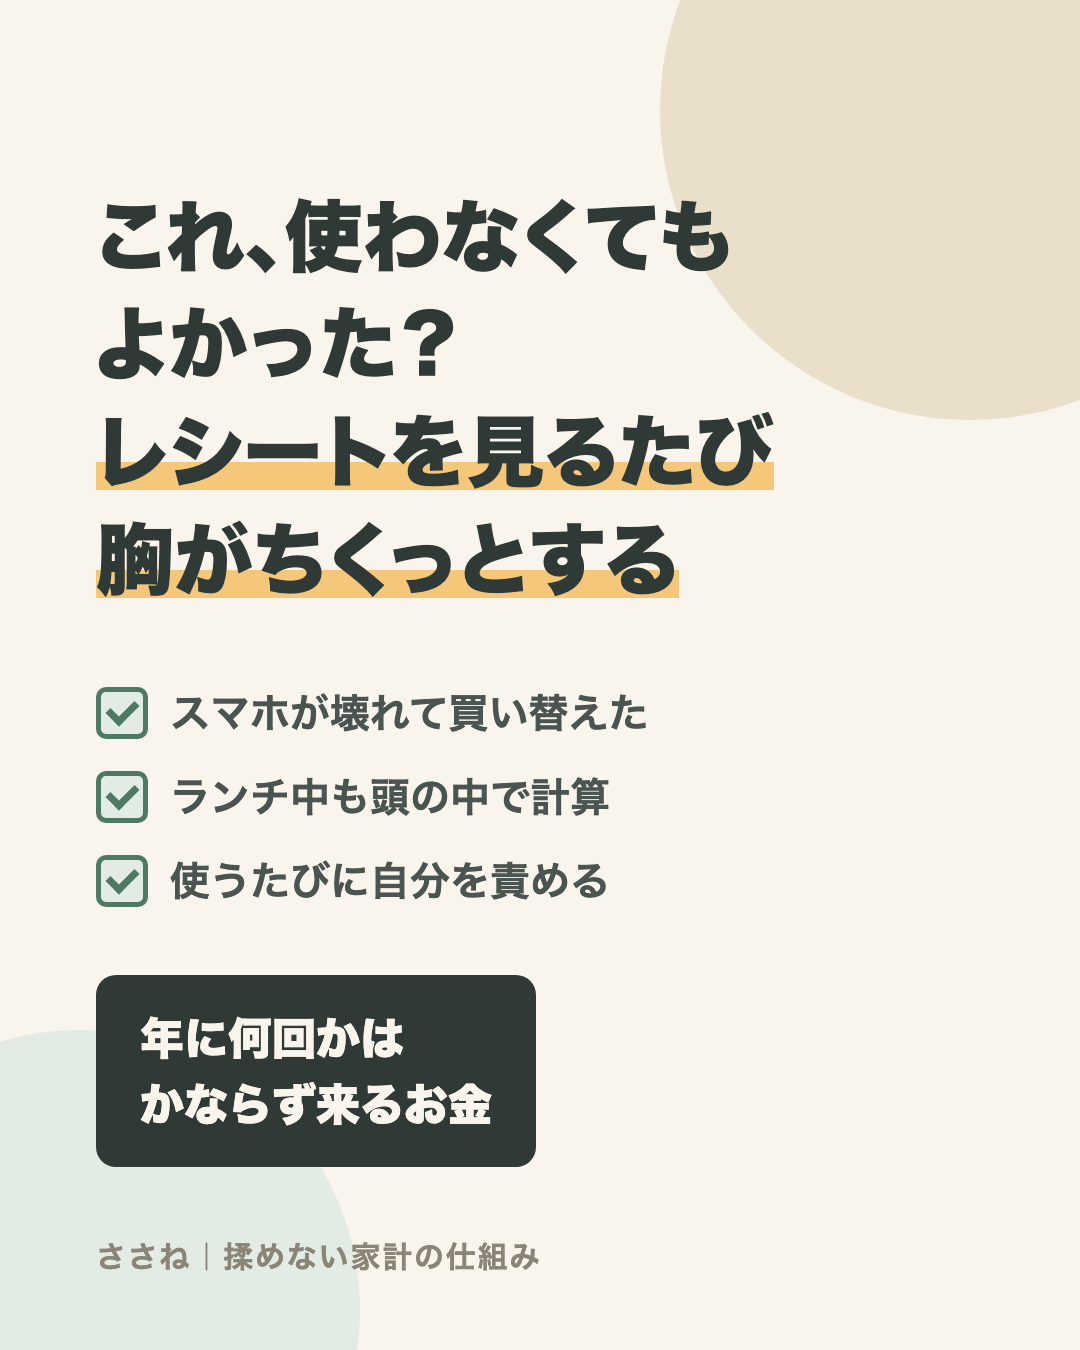 これ、使わなくても
よかった？
レシートを見るたび
胸がちくっとする
スマホが壊れて買い替えた
ランチ中も頭の中で計算
使うたびに自分を責める
年に何回かは
かならず来るお金
ささね｜揉めない家計の仕組み